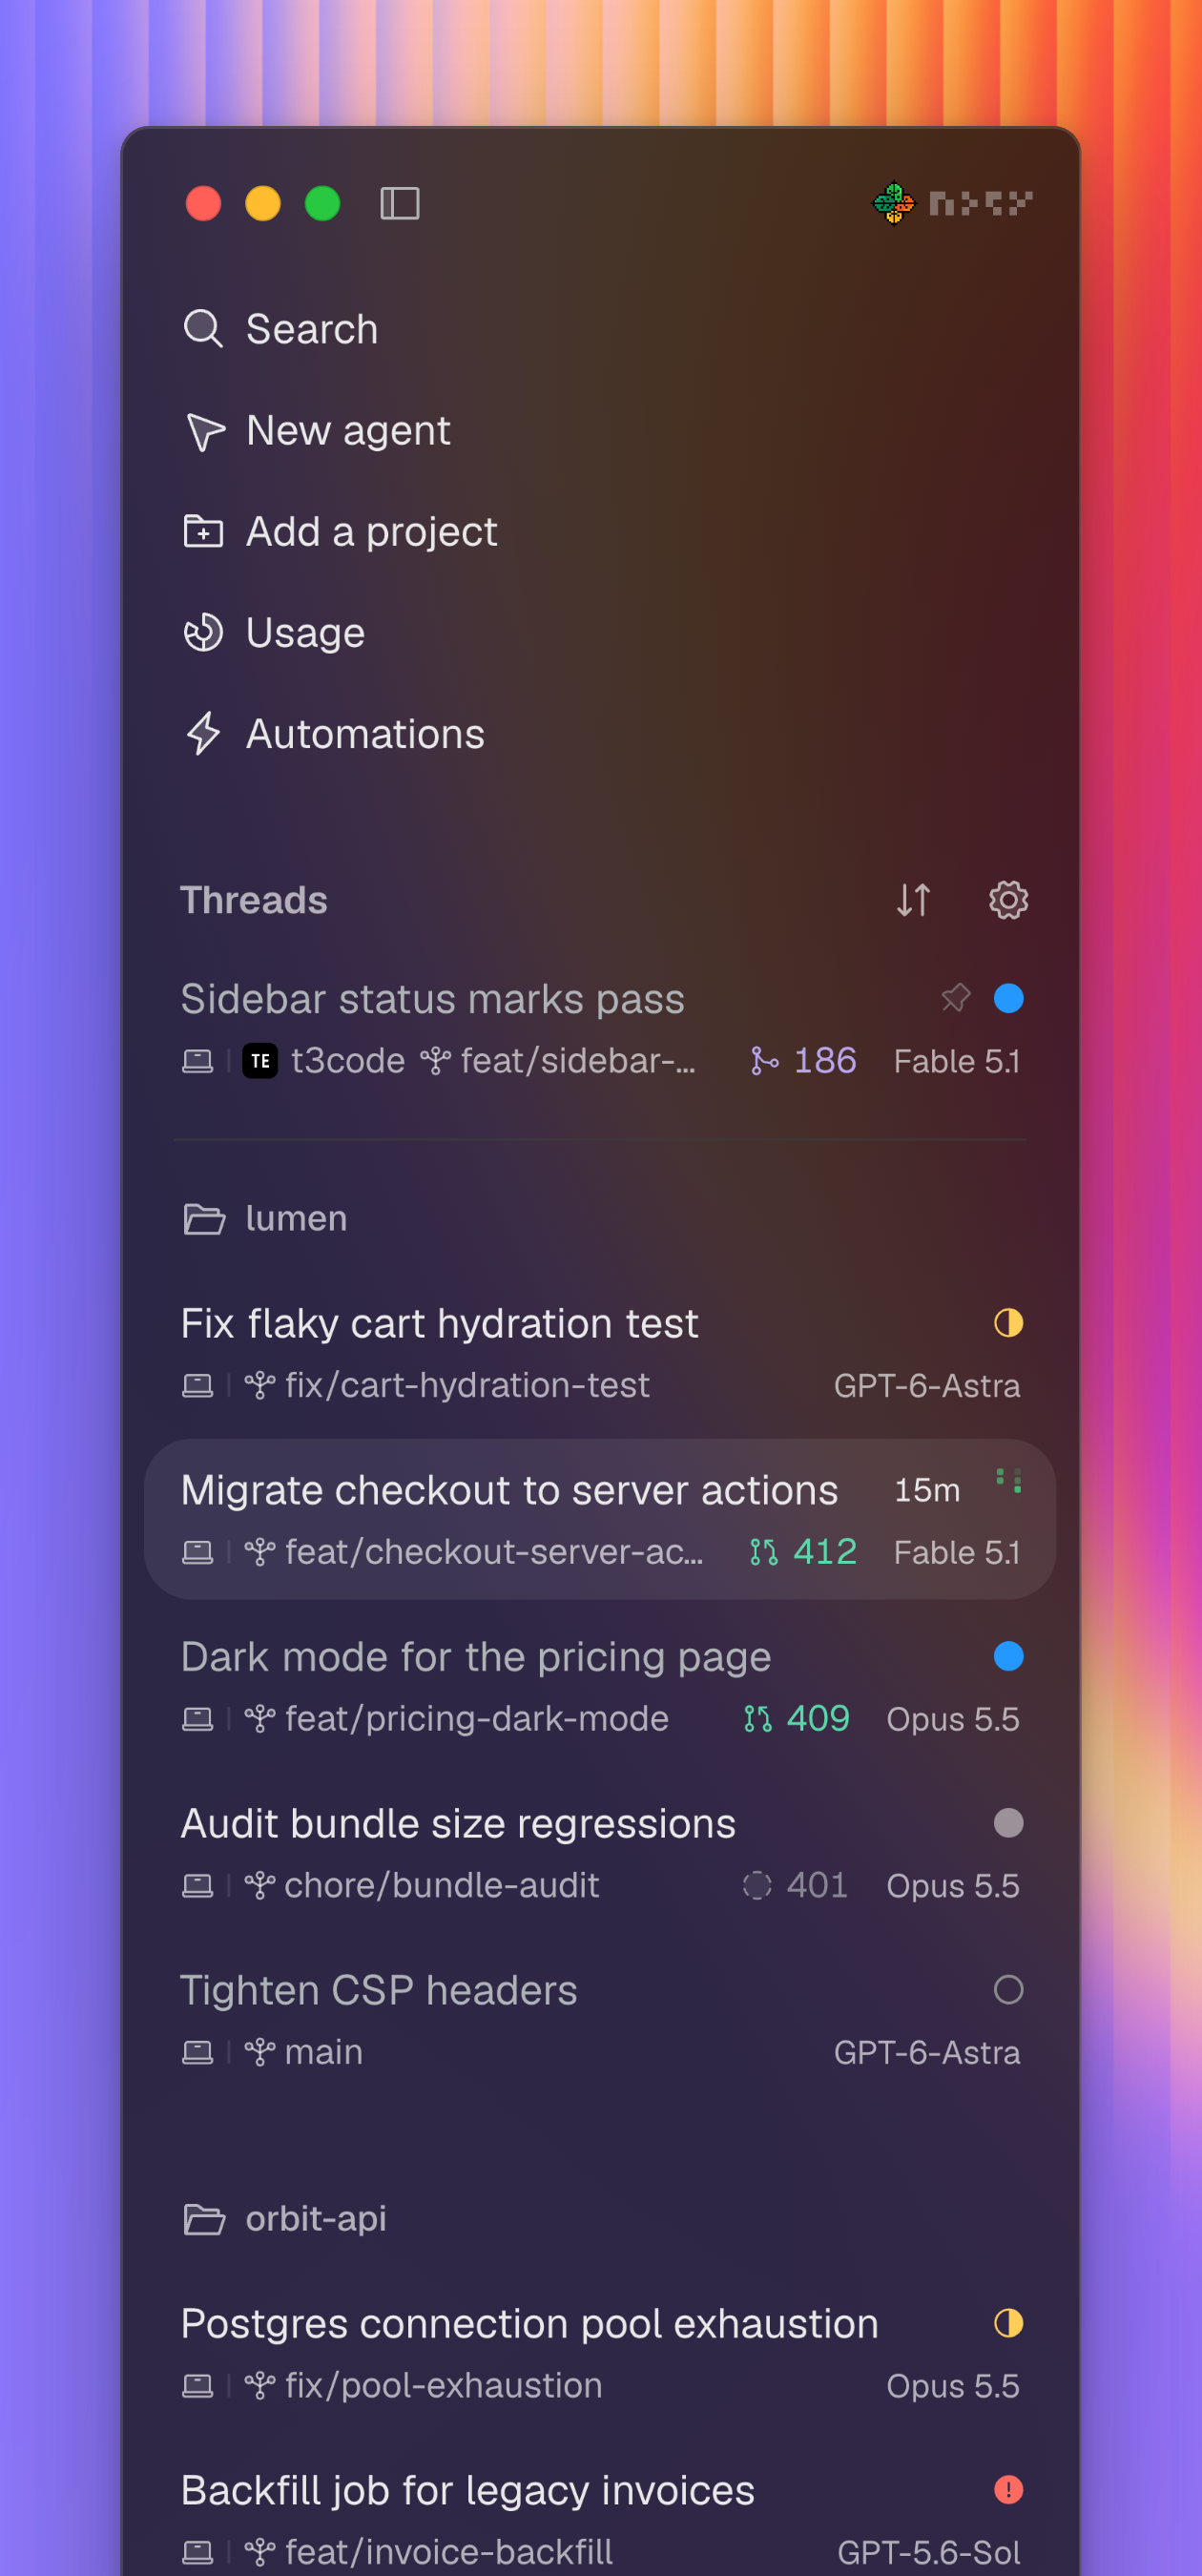 Search
New agent
Add a project
Usage
Automations
Threads
Sidebar status marks pass
TE t3code feat/sidebar-... 186 Fable 5.1
lumen
Fix flaky cart hydration test
fix/cart-hydration-test GPT-6-Astra
Migrate checkout to server actions 15m
feat/checkout-server-ac... 412 Fable 5.1
Dark mode for the pricing page
feat/pricing-dark-mode 409 Opus 5.5
Audit bundle size regressions
chore/bundle-audit 401 Opus 5.5
Tighten CSP headers
main GPT-6-Astra
orbit-api
Postgres connection pool exhaustion
fix/pool-exhaustion Opus 5.5
Backfill job for legacy invoices
feat/invoice-backfill GPT-5.6-Sol